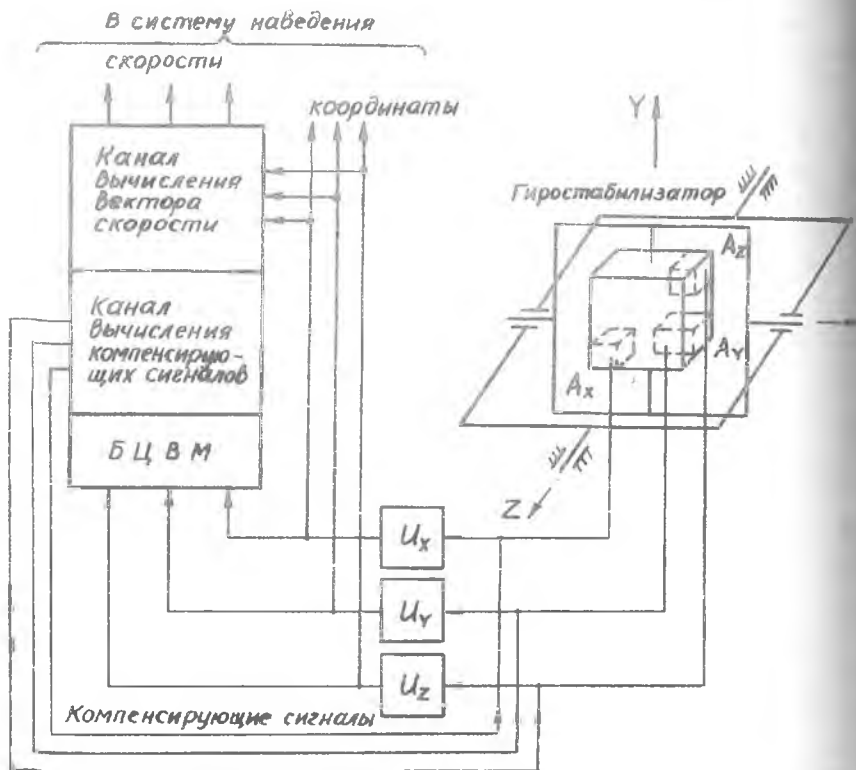 В систему наведения
скорости
координаты
Канал
вычисления
вектора
скорости
Y
Гиростабилизатор
Канал
вычисления
компенсирую-
щих сигналов
Az
Ay
Ax
Б Ц В М
Z
Ux
Uy
Uz
Компенсирующие сигналы